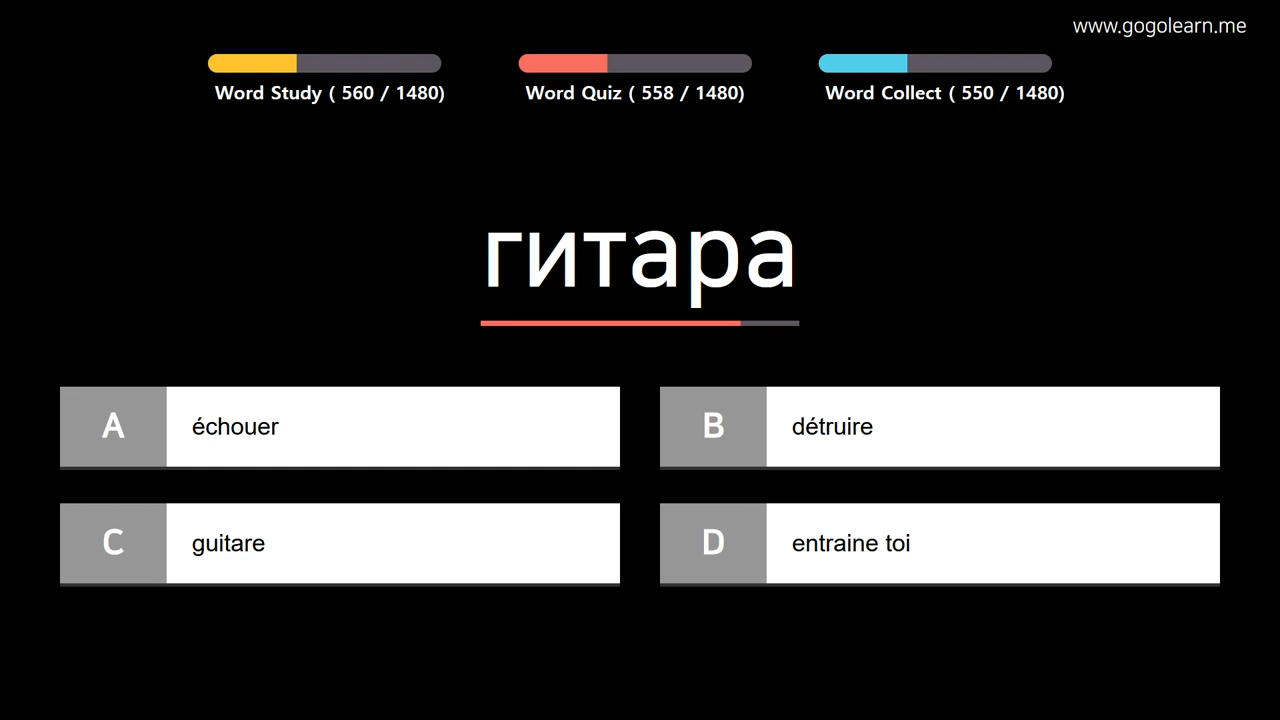 www.gogolearn.me
Word Study ( 560 / 1480)
Word Quiz ( 558 / 1480)
Word Collect ( 550 / 1480)
гитара
A échouer
B détruire
C guitare
D entraine toi